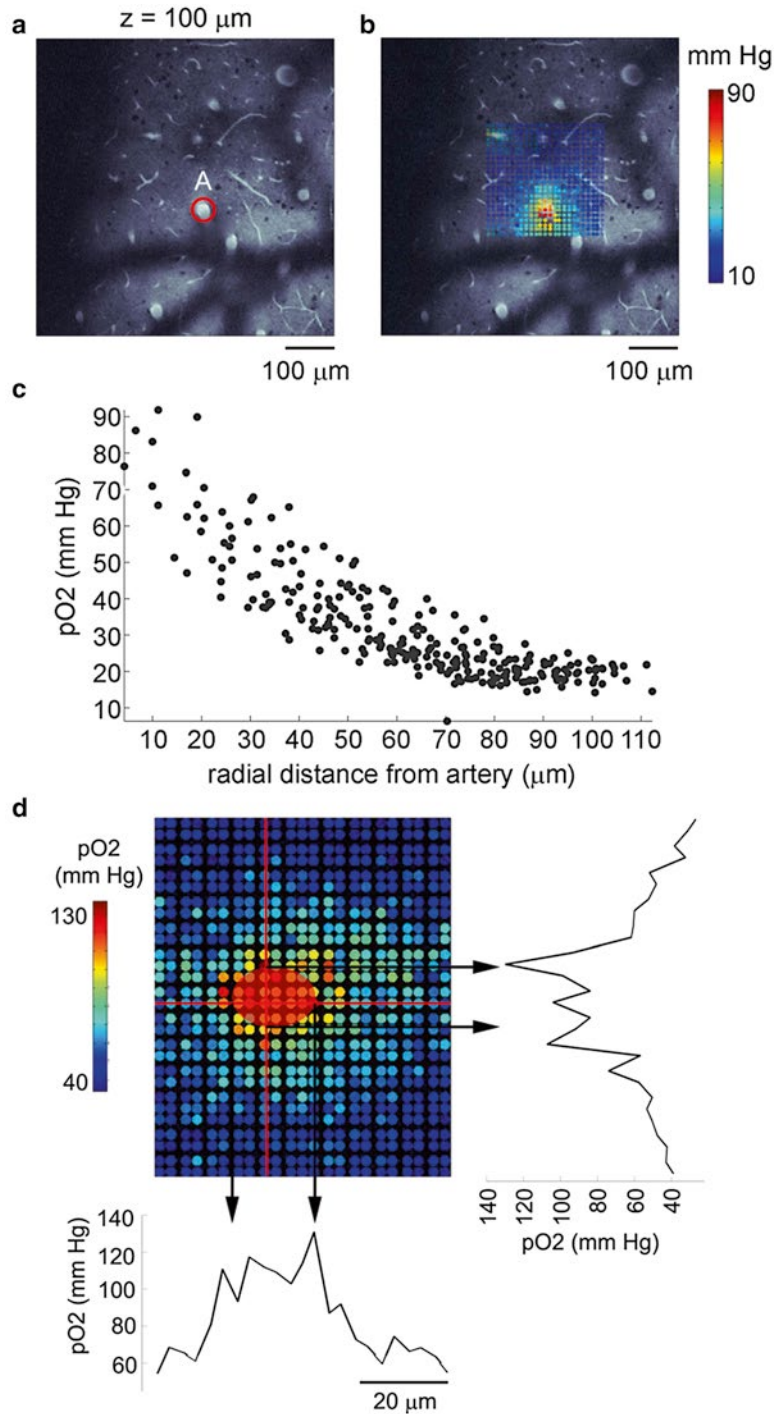 a
z = 100 μm
A
100 μm
b
mm Hg
90
10
100 μm
c
pO2 (mm Hg)
90
80
70
60
50
40
30
20
10
10 20 30 40 50 60 70 80 90 100 110
radial distance from artery (μm)
d
pO2
(mm Hg)
130
40
140 120 100 80 60 40
pO2 (mm Hg)
pO2 (mm Hg)
140
120
100
80
60
20 μm